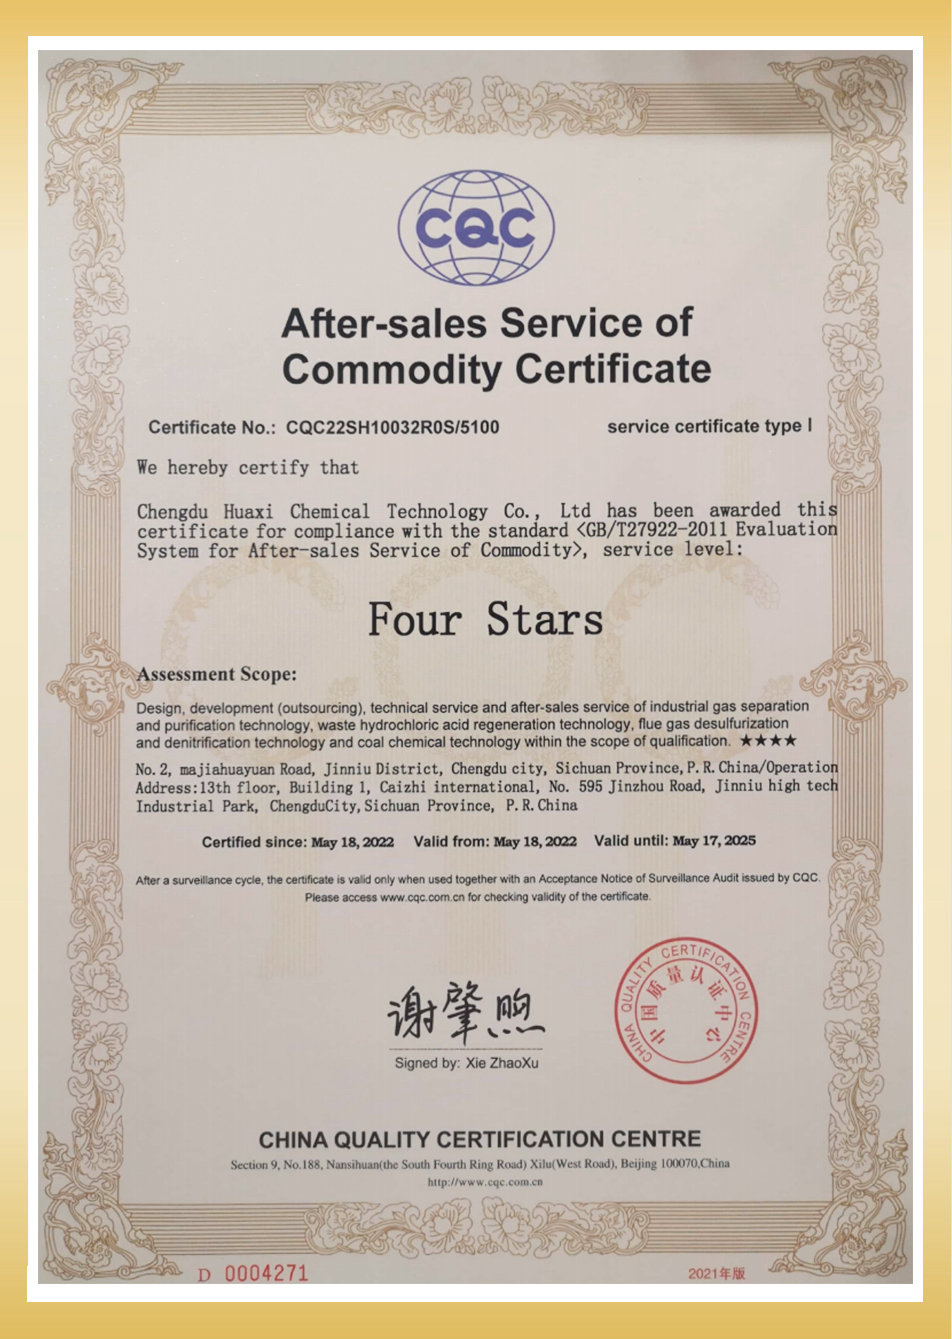 CQC
After-sales Service of
Commodity Certificate
Certificate No.: CQC22SH10032R0S/5100 service certificate type I
We hereby certify that
Chengdu Huaxi Chemical Technology Co., Ltd has been awarded this
certificate for compliance with the standard <GB/T27922-2011 Evaluation
System for After-sales Service of Commodity>, service level:
Four Stars
Assessment Scope:
Design, development (outsourcing), technical service and after-sales service of industrial gas separation
and purification technology, waste hydrochloric acid regeneration technology, flue gas desulfurization
and denitrification technology and coal chemical technology within the scope of qualification. ★★★★
No. 2, majiahuayuan Road, Jinniu District, Chengdu city, Sichuan Province, P. R. China/Operation
Address:13th floor, Building 1, Caizhi international, No. 595 Jinzhou Road, Jinniu high tech
Industrial Park, ChengduCity, Sichuan Province, P. R. China
Certified since: May 18, 2022 Valid from: May 18, 2022 Valid until: May 17, 2025
After a surveillance cycle, the certificate is valid only when used together with an Acceptance Notice of Surveillance Audit issued by CQC.
Please access www.cqc.com.cn for checking validity of the certificate.
谢肇煦
Signed by: Xie ZhaoXu
CHINA QUALITY CERTIFICATION CENTRE
中国质量认证中心
CHINA QUALITY CERTIFICATION CENTRE
Section 9, No.188, Nansihuan(the South Fourth Ring Road) Xilu(West Road), Beijing 100070,China
http://www.cqc.com.cn
D 0004271
2021年版